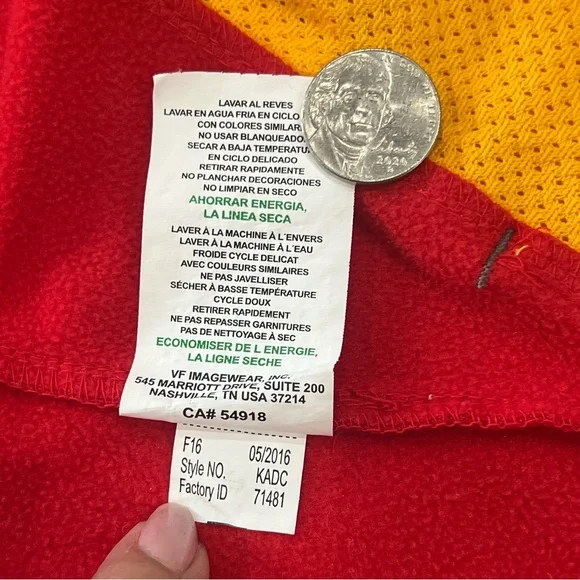 LAVAR AL REVES
LAVAR EN AGUA FRIA EN CICLO
CON COLORES SIMILAR
NO USAR BLANQUEADO
SECAR A BAJA TEMPERATU
EN CICLO DELICADO
RETIRAR RAPIDAMENTE
NO PLANCHAR DECORACIONES
NO LIMPIAR EN SECO
AHORRAR ENERGIA,
LA LINEA SECA
LAVER À LA MACHINE À L´ENVERS
LAVER À LA MACHINE À L´EAU
FROIDE CYCLE DELICAT
AVEC COULEURS SIMILAIRES
NE PAS JAVELLISER
SÉCHER À BASSE TEMPÉRATURE
CYCLE DOUX
RETIRER RAPIDEMENT
NE PAS REPASSER GARNITURES
PAS DE NETTOYAGE À SEC
ECONOMISER DE L ENERGIE,
LA LIGNE SECHE
VF IMAGEWEAR, INC.
545 MARRIOTT DRIVE, SUITE 200
NASHVILLE, TN USA 37214
CA# 54918
F16 05/2016
Style NO. KADC
Factory ID 71481
Liberty
2020